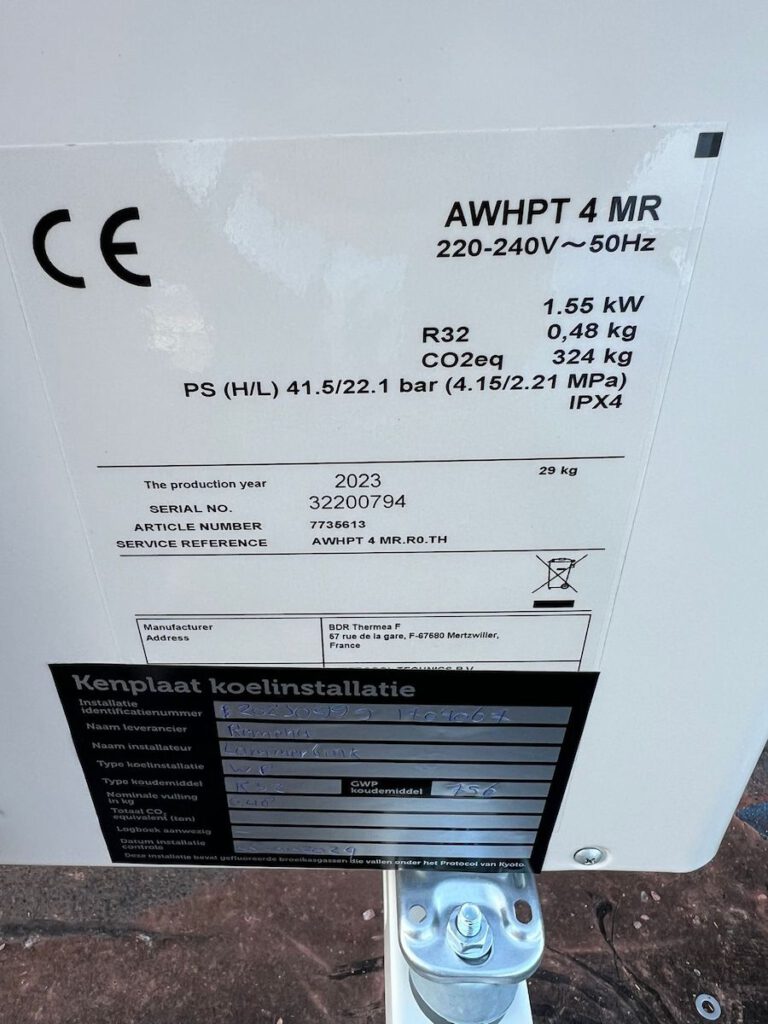 CE
AWHPT 4 MR
220-240V~50Hz
1.55 kW
R32 0,48 kg
CO2eq 324 kg
PS (H/L) 41.5/22.1 bar (4.15/2.21 MPa)
IPX4
29 kg
The production year 2023
SERIAL NO. 32200794
ARTICLE NUMBER 7735613
SERVICE REFERENCE AWHPT 4 MR.R0.TH
Manufacturer
Address
BDR Thermea F
57 rue de la gare, F-67580 Mertzwiller,
France
TECHNICS B.V.
Kenplaat koelinstallatie
Installatie
identificatienummer
Naam leverancier Remeha
Naam installateur
Type koelinstallatie W.P
Type koudemiddel R32
GWP
koudemiddel
Nominale vulling
in kg
Totaal CO2
equivalent (ton)
Logboek aanwezig
Datum installatie
controle
Deze installatie bevat gefluoreerde broeikasgassen die vallen onder het Protocol van Kyoto.